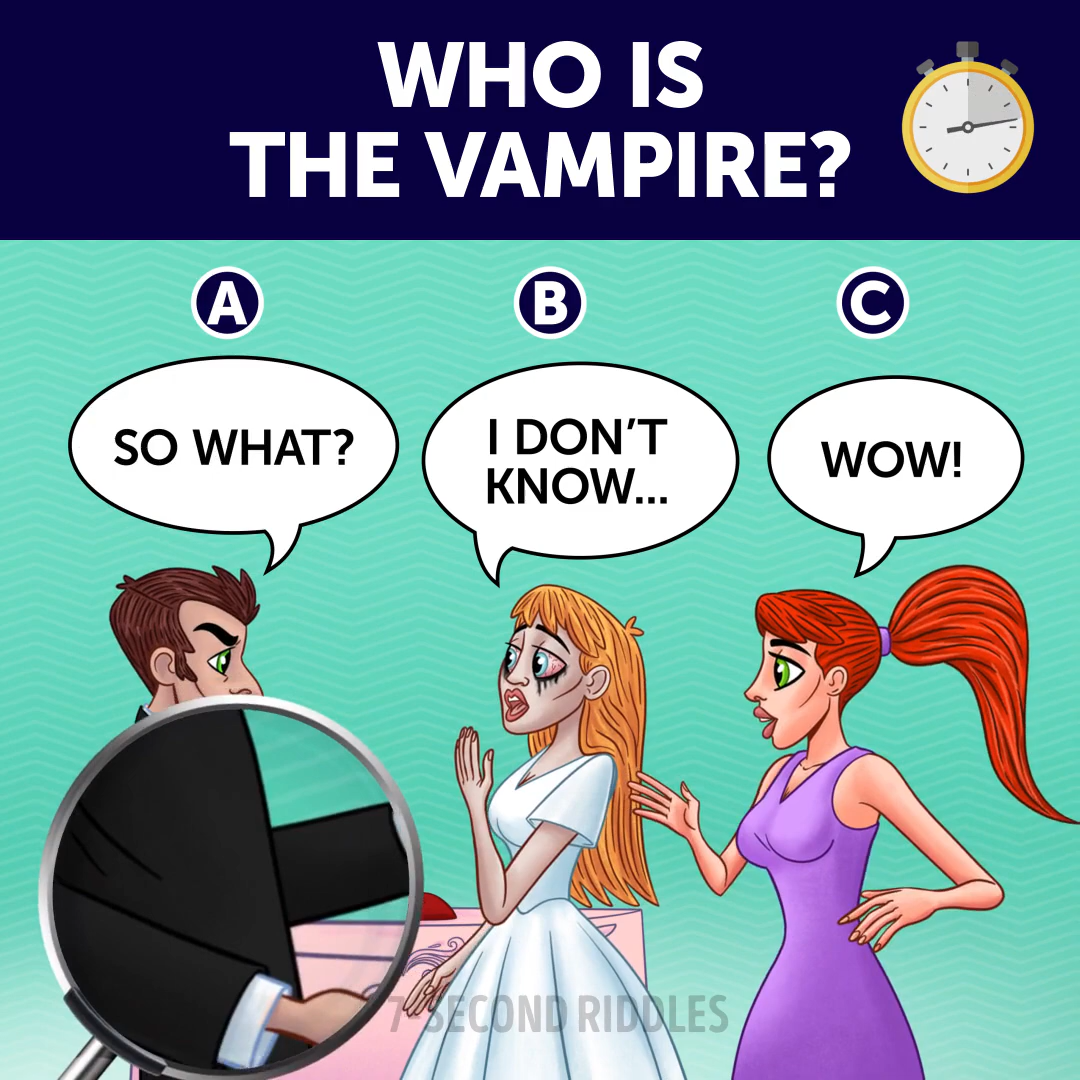 WHO IS
THE VAMPIRE?
A
B
C
SO WHAT?
I DON'T
KNOW...
WOW!
7-SECOND RIDDLES